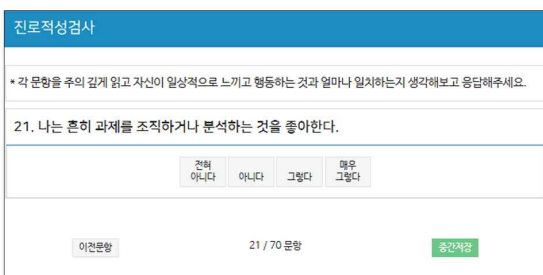 진로적성검사
* 각 문항을 주의 깊게 읽고 자신이 일상적으로 느끼고 행동하는 것과 얼마나 일치하는지 생각해보고 응답해주세요.
21. 나는 흔히 과제를 조직하거나 분석하는 것을 좋아한다.
전혀 아니다 아니다 그렇다 매우 그렇다
이전문항 21 / 70 문항 중간저장